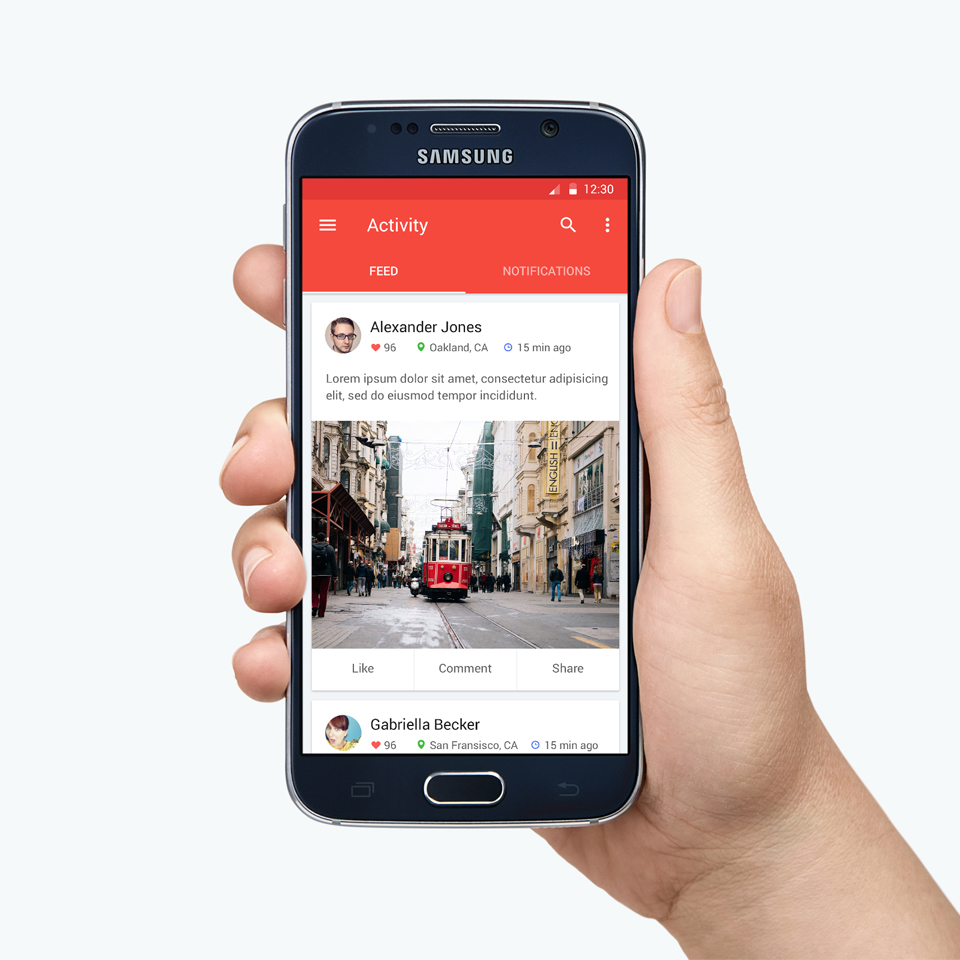 SAMSUNG
12:30
Activity
FEED NOTIFICATIONS
Alexander Jones
96 Oakland, CA 15 min ago
Lorem ipsum dolor sit amet, consectetur adipisicing
elit, sed do eiusmod tempor incididunt.
ENGLISH = ENG
Like Comment Share
Gabriella Becker
96 San Fransisco, CA 15 min ago